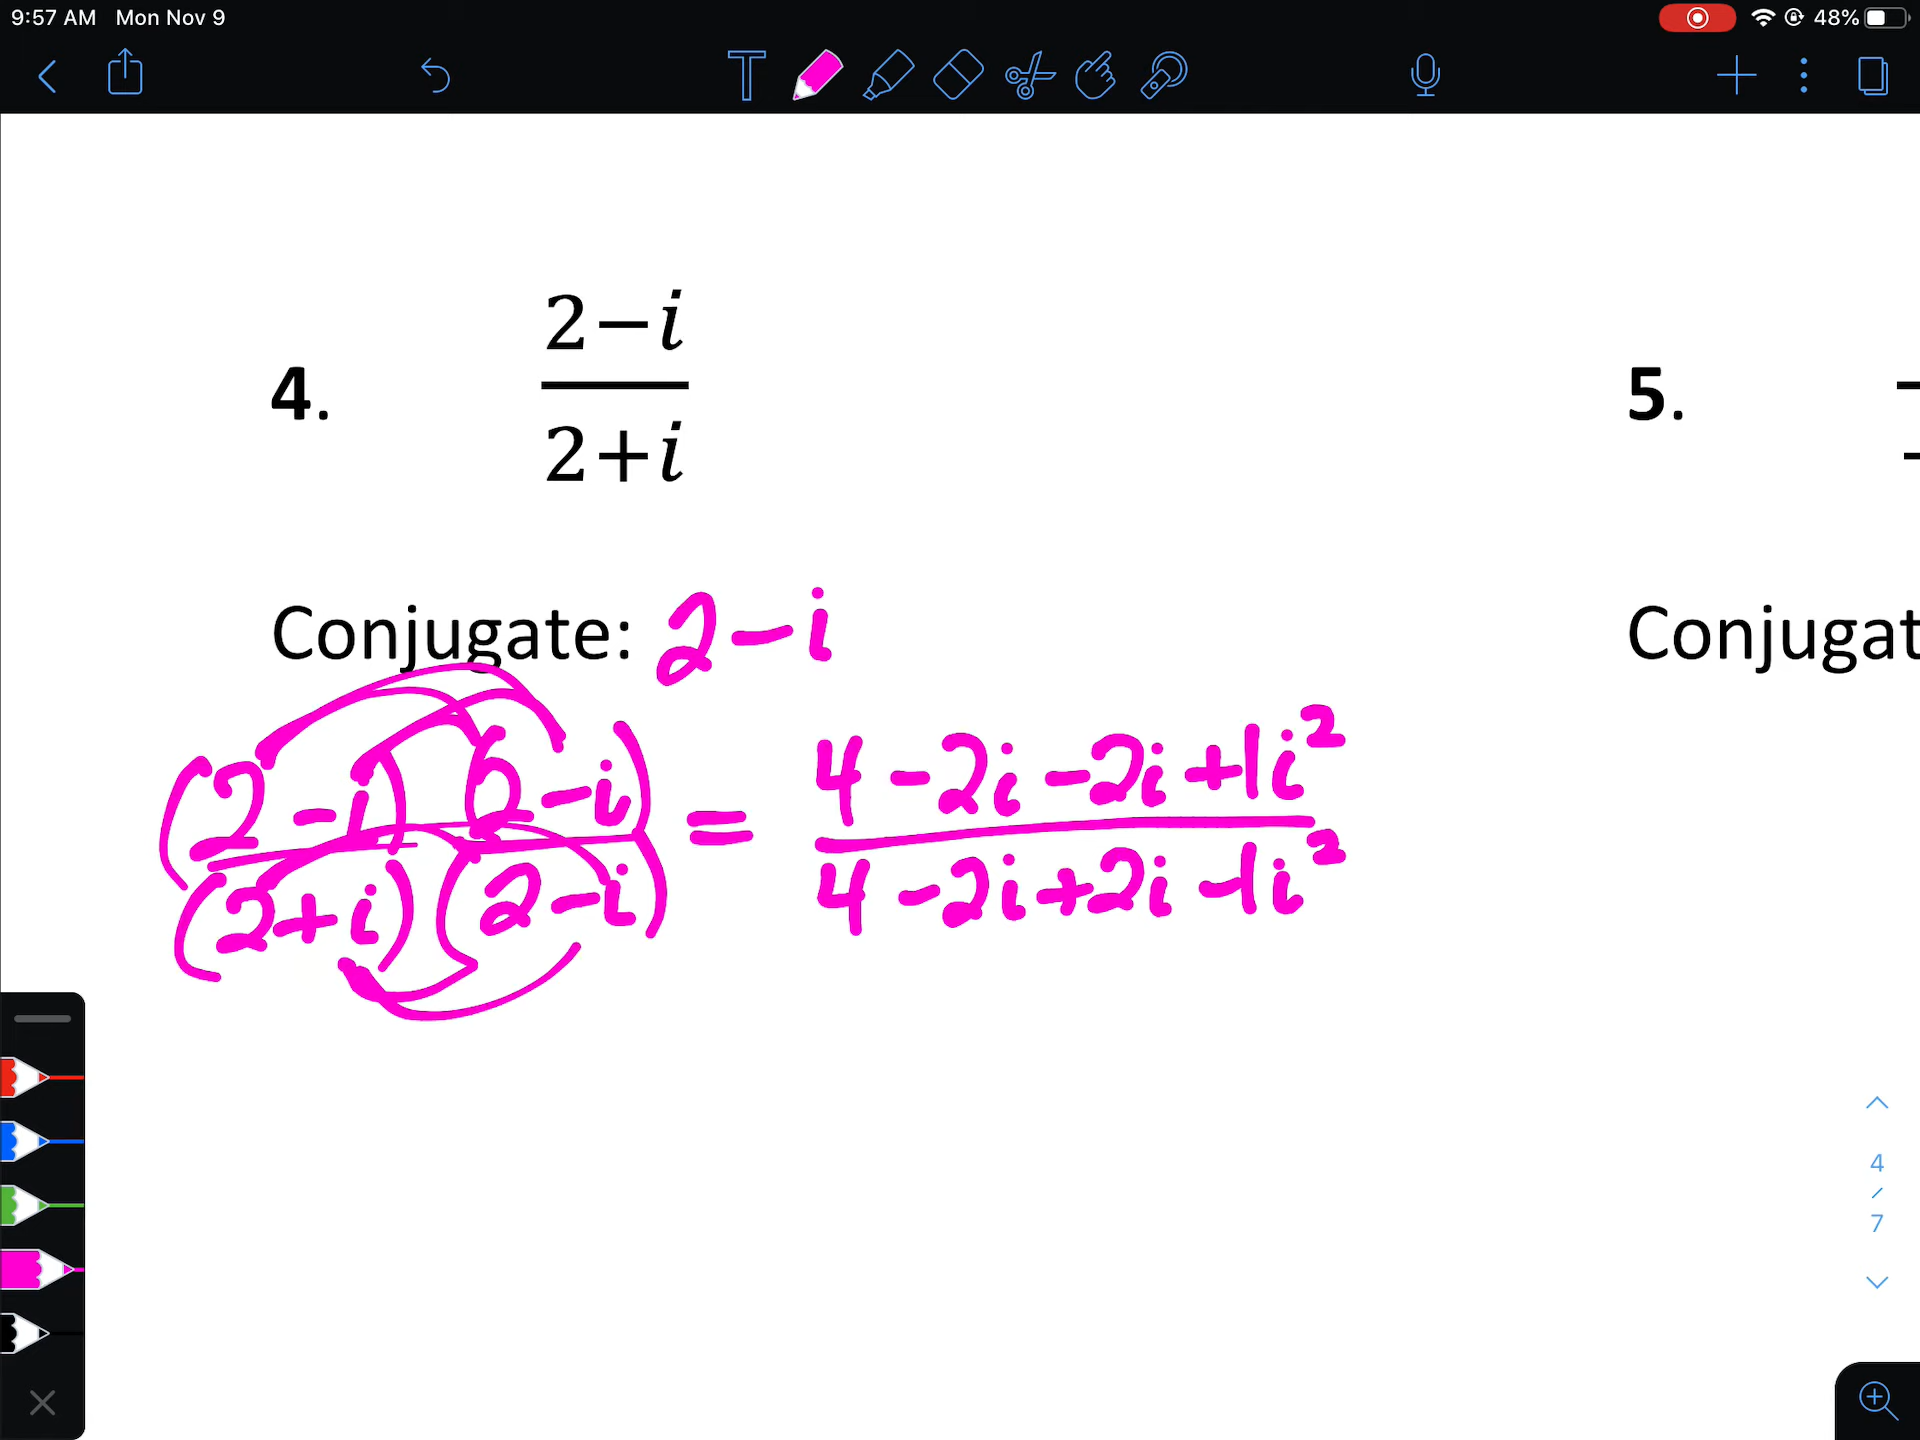 9:57 AM Mon Nov 9 48%
T
2−i
4. ―― 5.
2+i
Conjugate: 2-i Conjugat
(2-i)(2-i) = 4-2i-2i+1i²
(2+i)(2-i) 4-2i+2i-1i²
4
/
7